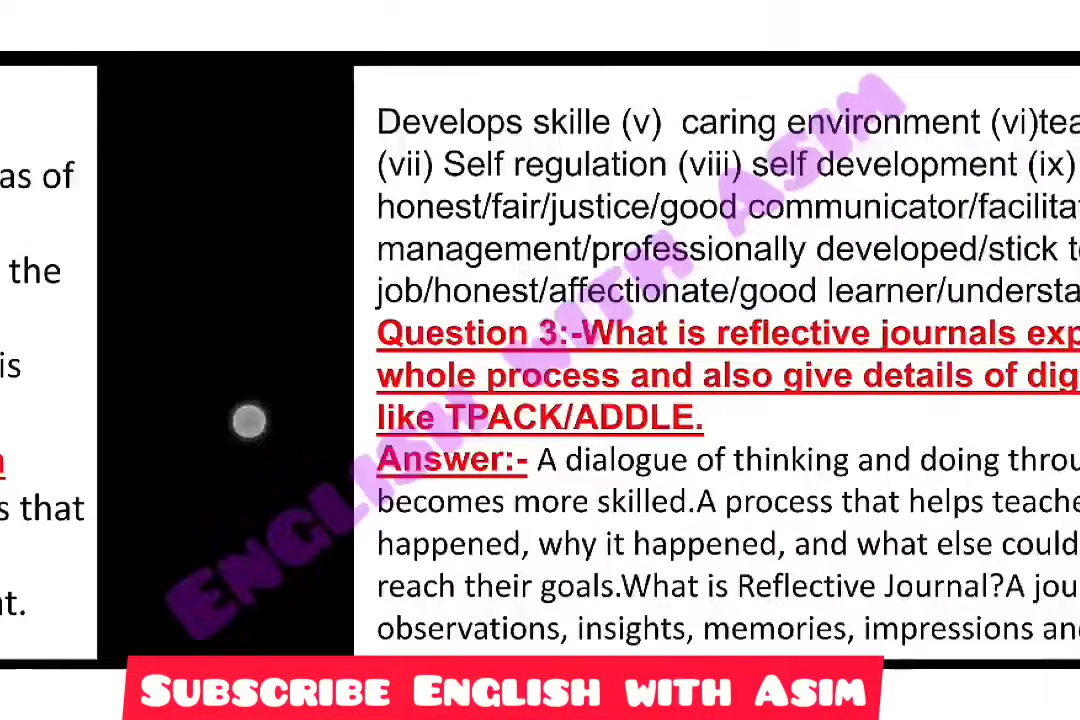 as of
the
is
s that
Develops skille (v) caring environment (vi)tea
(vii) Self regulation (viii) self development (ix)
honest/fair/justice/good communicator/facilita
management/professionally developed/stick t
job/honest/affectionate/good learner/understa
Question 3:-What is reflective journals exp
whole process and also give details of dig
like TPACK/ADDLE.
Answer:- A dialogue of thinking and doing throu
becomes more skilled.A process that helps teache
happened, why it happened, and what else could
reach their goals.What is Reflective Journal?A jou
observations, insights, memories, impressions an
English with Asim
Subscribe English with Asim